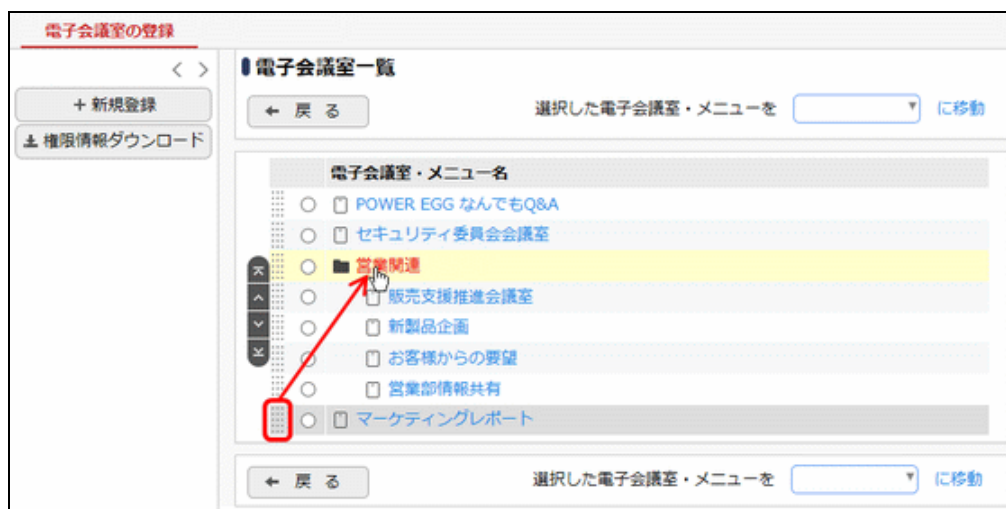 電子会議室の登録
+ 新規登録
権限情報ダウンロード
電子会議室一覧
← 戻る
選択した電子会議室・メニューを
に移動
電子会議室・メニュー名
POWER EGG なんでもQ&A
セキュリティ委員会会議室
営業関連
販売支援推進会議室
新製品企画
お客様からの要望
営業部情報共有
マーケティングレポート
← 戻る
選択した電子会議室・メニューを
に移動